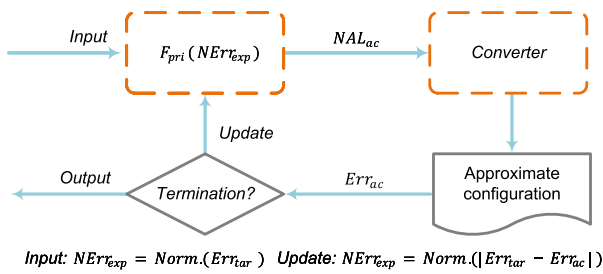 Input
F_pri(NErr_exp)
NAL_ac
Converter
Update
Output
Termination?
Err_ac
Approximate
configuration
Input: NErr_exp = Norm.(Err_tar) Update: NErr_exp = Norm.(|Err_tar − Err_ac|)